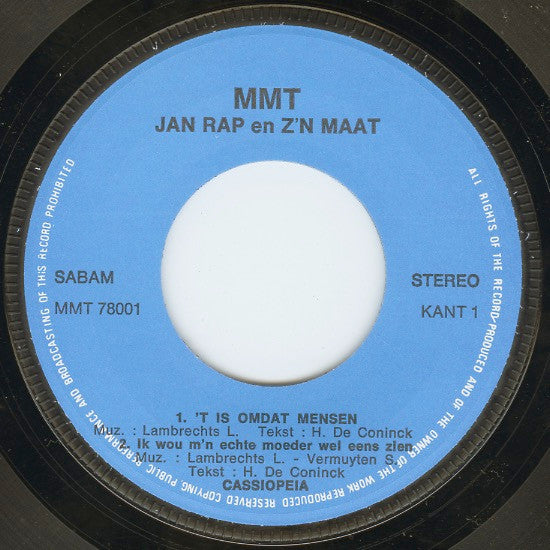 MMT
JAN RAP en Z'N MAAT
SABAM
MMT 78001
STEREO
KANT 1
1. 'T IS OMDAT MENSEN
Muz. : Lambrechts L. Tekst : H. De Coninck
2. Ik wou m'n echte moeder wel eens zien
Muz. : Lambrechts L. - Vermuyten S.
Tekst : H. De Coninck
CASSIOPEIA
ALL RIGHTS OF THE RECORD PRODUCED AND OF THE OWNER OF THE WORK REPRODUCED RESERVED COPYING PUBLIC PERFORMANCE AND BROADCASTING OF THIS RECORD PROHIBITED